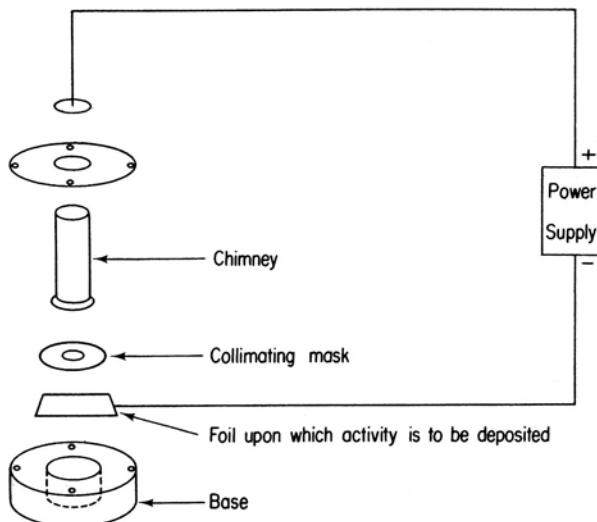 +
Power
Supply
−
Chimney
Collimating mask
Foil upon which activity is to be deposited
Base